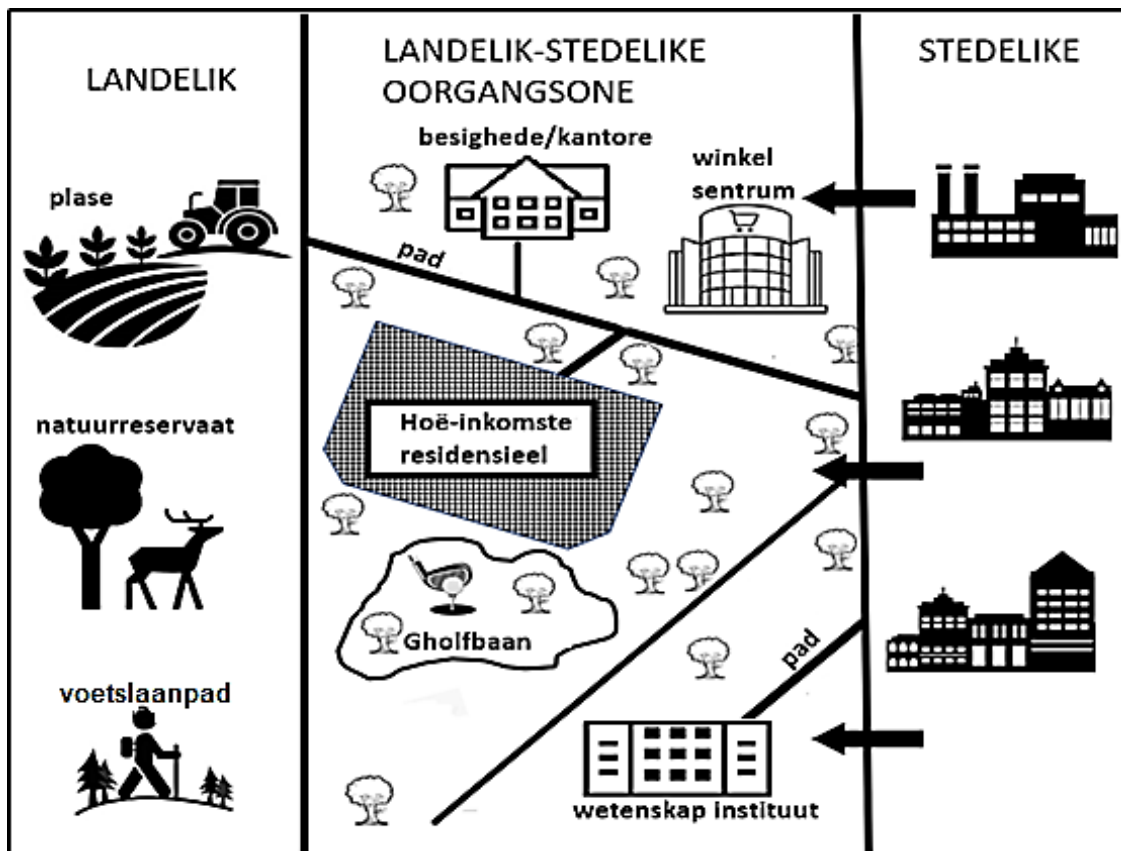 LANDELIK
LANDELIK-STEDELIKE
OORGANGSONE
STEDELIKE
plase
besighede/kantore
winkel
sentrum
pad
natuurreservaat
Hoë-inkomste
residensieel
Gholfbaan
pad
voetslaanpad
wetenskap instituut